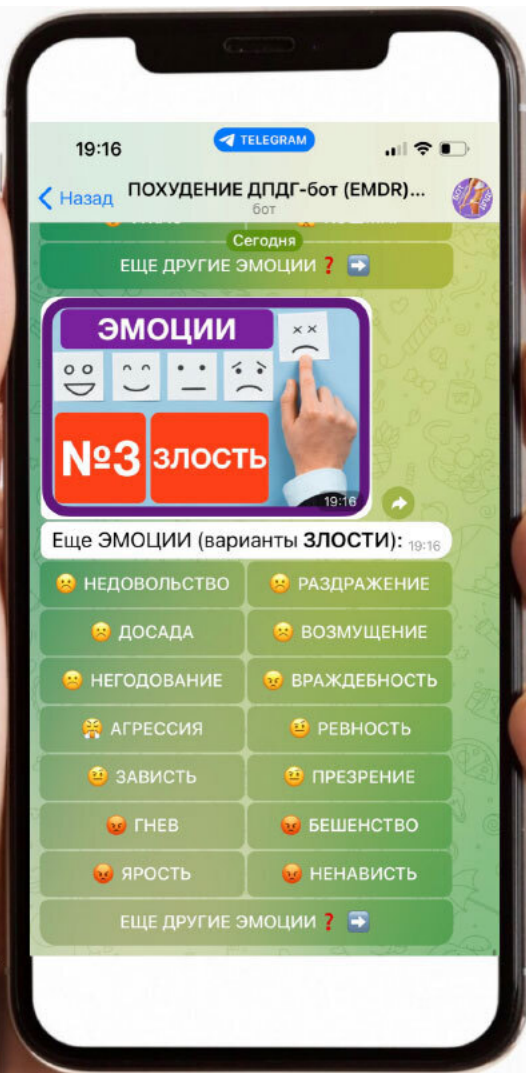 19:16
TELEGRAM
Назад
ПОХУДЕНИЕ ДПДГ-бот (EMDR)...
бот
Сегодня
ЕЩЕ ДРУГИЕ ЭМОЦИИ ❓ ➡️
ЭМОЦИИ
№3 ЗЛОСТЬ
19:16
Еще ЭМОЦИИ (варианты ЗЛОСТИ): 19:16
☹️ НЕДОВОЛЬСТВО ☹️ РАЗДРАЖЕНИЕ
☹️ ДОСАДА ☹️ ВОЗМУЩЕНИЕ
☹️ НЕГОДОВАНИЕ 😠 ВРАЖДЕБНОСТЬ
😤 АГРЕССИЯ 🤨 РЕВНОСТЬ
🤨 ЗАВИСТЬ 🤨 ПРЕЗРЕНИЕ
😡 ГНЕВ 😡 БЕШЕНСТВО
😡 ЯРОСТЬ 😡 НЕНАВИСТЬ
ЕЩЕ ДРУГИЕ ЭМОЦИИ ❓ ➡️